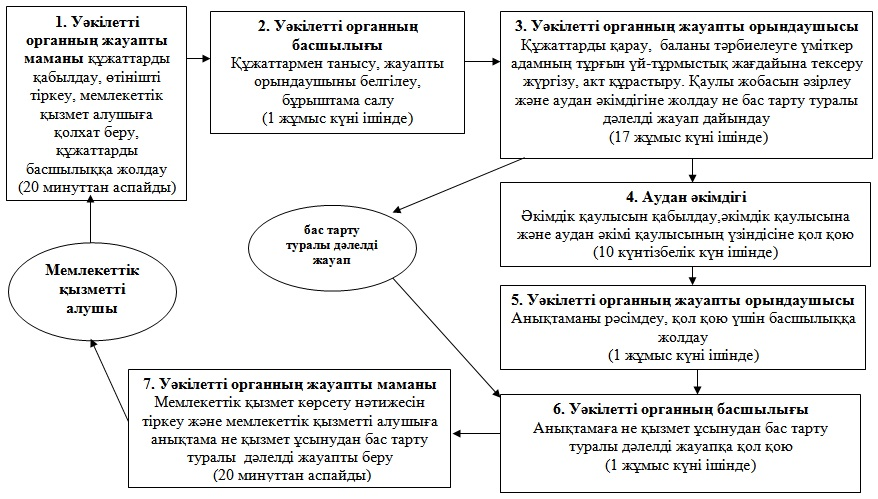 1. Уәкілетті
органның жауапты
маманы құжаттарды
қабылдау, өтінішті
тіркеу, мемлекеттік
қызмет алушыға
қолхат беру,
құжаттарды
басшылыққа жолдау
(20 минуттан аспайды)
2. Уәкілетті органның
басшылығы
Құжаттармен танысу, жауапты
орындаушыны белгілеу,
бұрыштама салу
(1 жұмыс күні ішінде)
3. Уәкілетті органның жауапты орындаушысы
Құжаттарды қарау, баланы тәрбиелеуге үміткер
адамның тұрғын үй-тұрмыстық жағдайына тексеру
жүргізу, акт құрастыру. Қаулы жобасын әзірлеу
және аудан әкімдігіне жолдау не бас тарту туралы
дәлелді жауап дайындау
(17 жұмыс күні ішінде)
4. Аудан әкімдігі
Әкімдік қаулысын қабылдау,әкімдік қаулысына
және аудан әкімі қаулысының үзіндісіне қол қою
(10 күнтізбелік күн ішінде)
бас тарту
туралы дәлелді
жауап
Мемлекеттік
қызметті
алушы
5. Уәкілетті органның жауапты орындаушысы
Анықтаманы рәсімдеу, қол қою үшін басшылыққа
жолдау
(1 жұмыс күні ішінде)
6. Уәкілетті органның басшылығы
Анықтамаға не қызмет ұсынудан бас тарту
туралы дәлелді жауапқа қол қою
(1 жұмыс күні ішінде)
7. Уәкілетті органның жауапты маманы
Мемлекеттік қызмет көрсету нәтижесін
тіркеу және мемлекеттік қызметті алушыға
анықтама не қызмет ұсынудан бас тарту
туралы дәлелді жауапты беру
(20 минуттан аспайды)